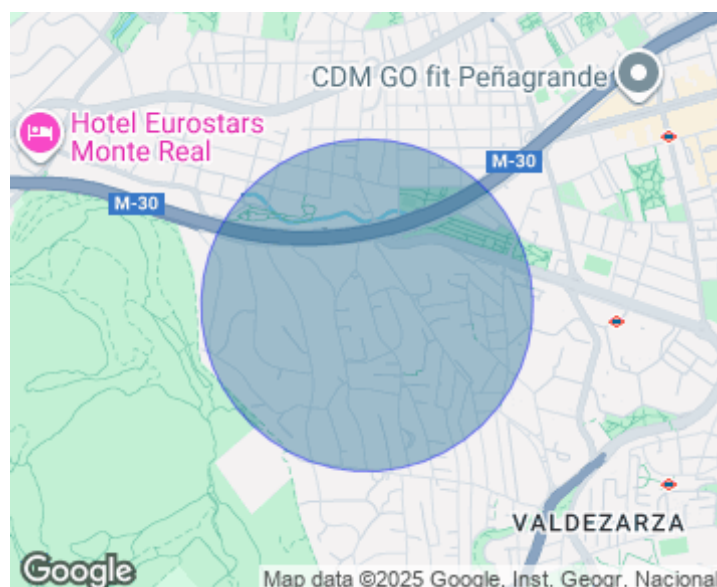 CDM GO fit Peñagrande
Hotel Eurostars
Monte Real
M-30
M-30
VALDEZARZA
Google
Map data ©2025 Google, Inst. Geogr. Nacional